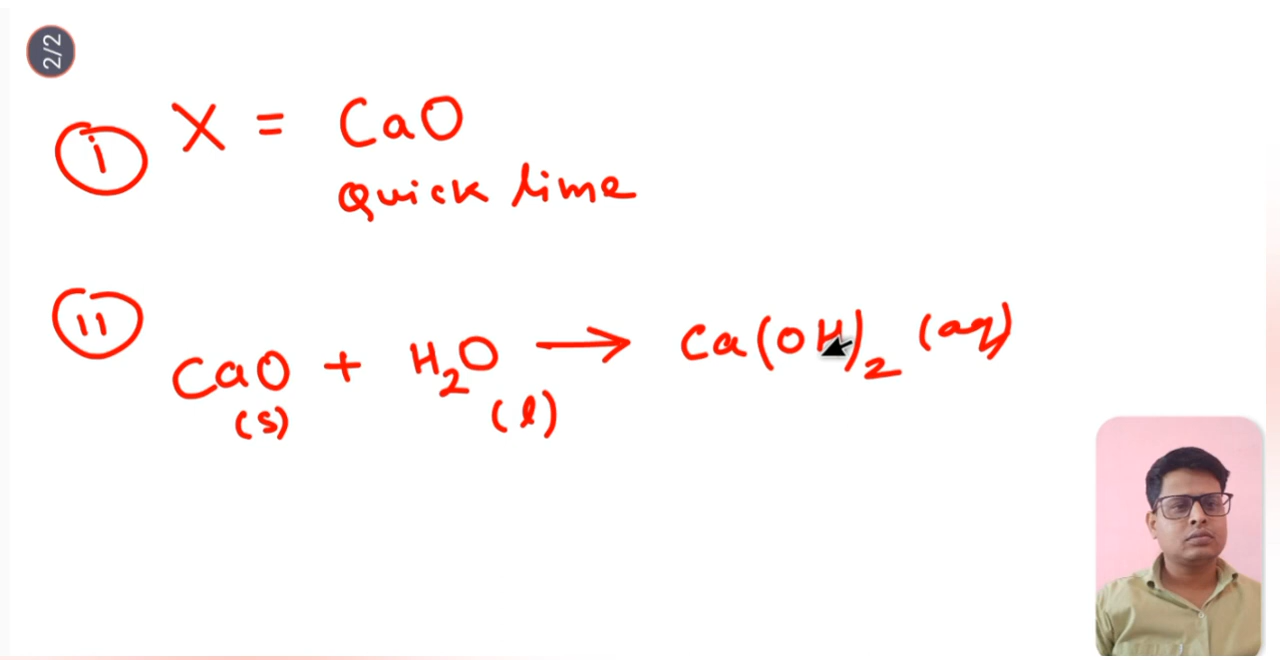 2/2
i X = CaO
Quick lime
ii
CaO + H₂O → Ca(OH)₂ (aq)
(s) (l)